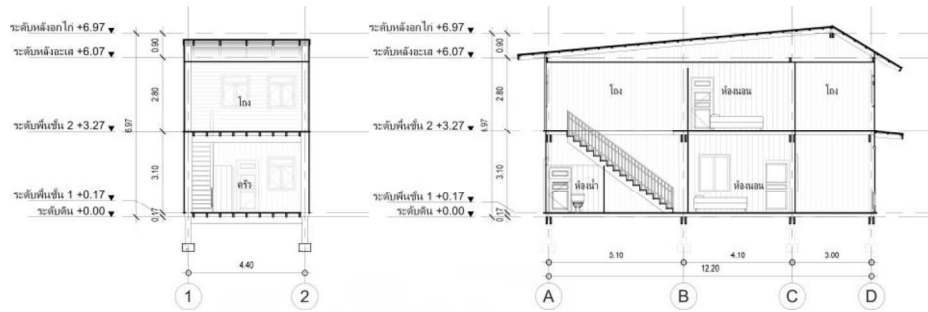 ระดับหลังอกไก่ +6.97
ระดับหลังอะเส +6.07
ระดับพื้นชั้น 2 +3.27
ระดับพื้นชั้น 1 +0.17
ระดับดิน +0.00
0.90
2.80
6.97
3.10
0.17
โถง
ครัว
4.40
1
2
ระดับหลังอกไก่ +6.97
ระดับหลังอะเส +6.07
ระดับพื้นชั้น 2 +3.27
ระดับพื้นชั้น 1 +0.17
ระดับดิน +0.00
0.90
2.80
3.10
0.17
โถง
ห้องนอน
โถง
ห้องน้ำ
ห้องนอน
5.10
4.10
3.00
12.20
A
B
C
D